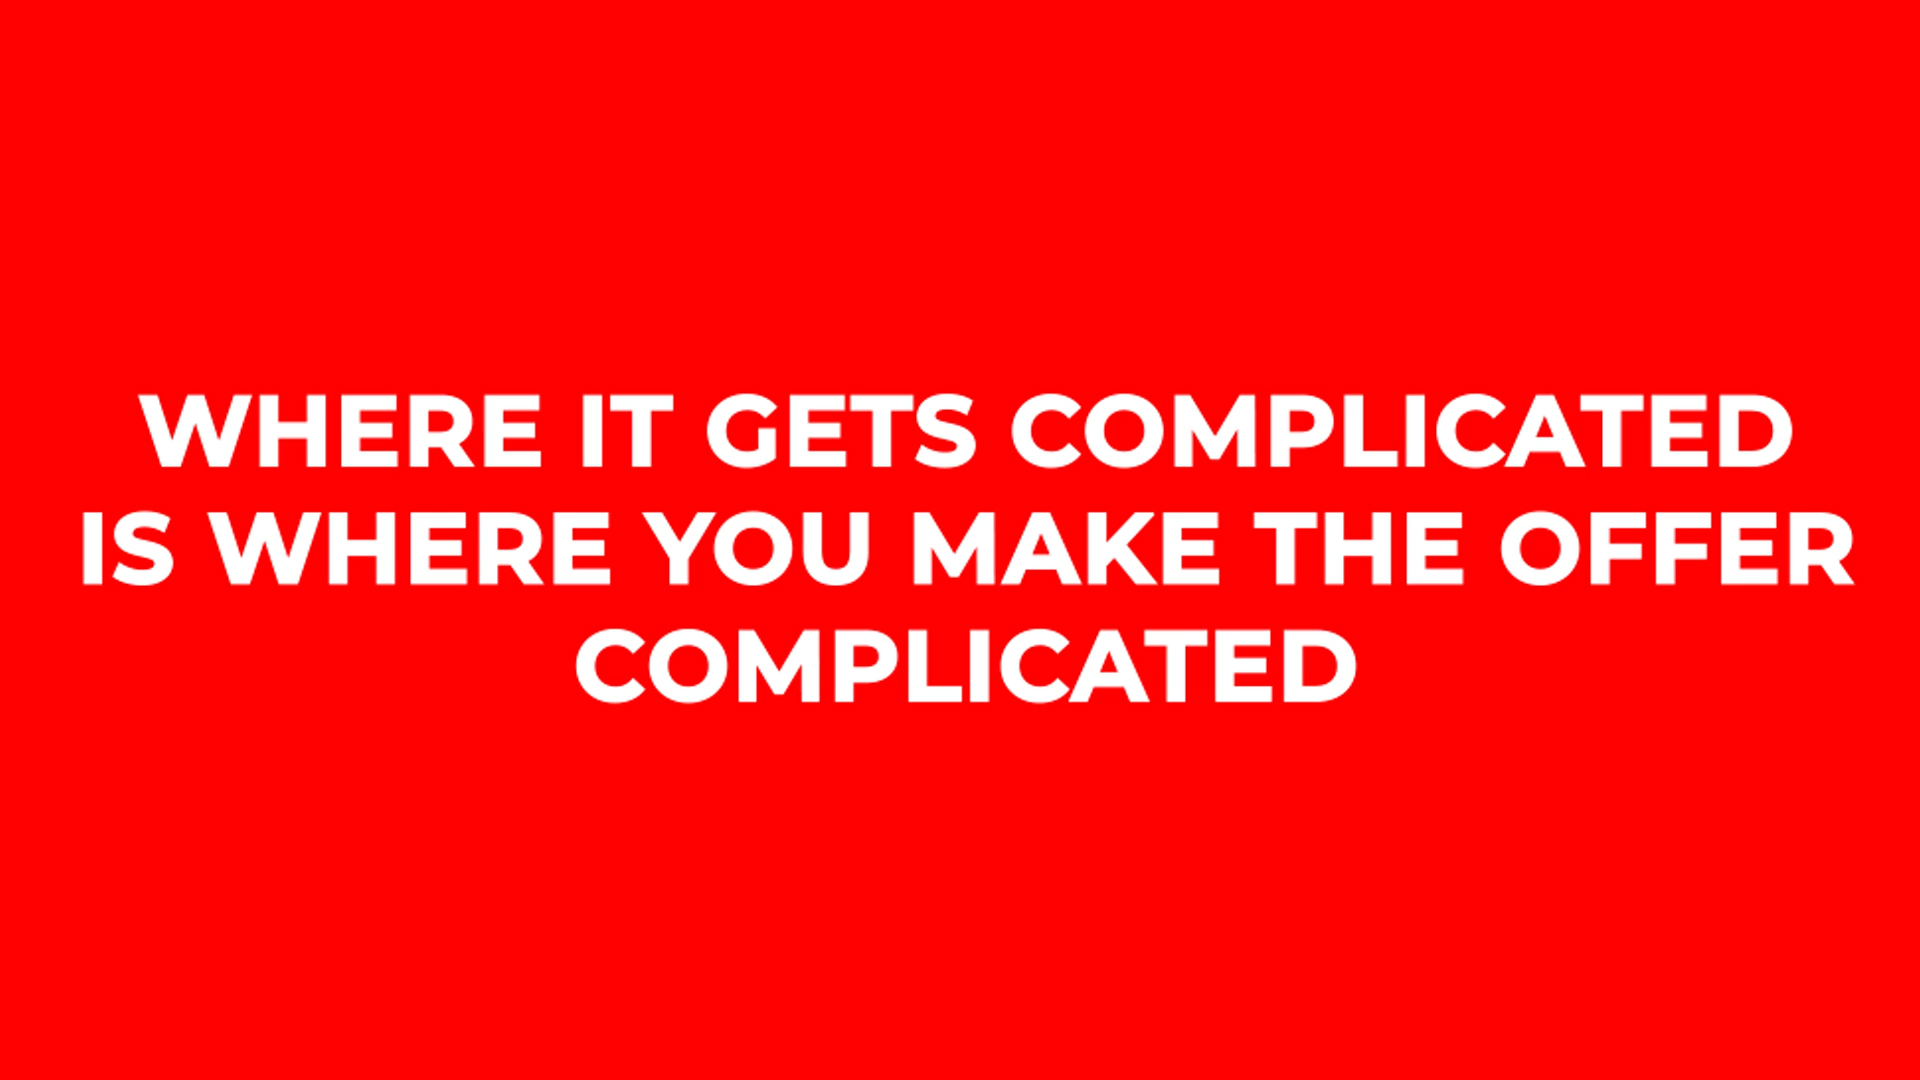 WHERE IT GETS COMPLICATED
IS WHERE YOU MAKE THE OFFER
COMPLICATED